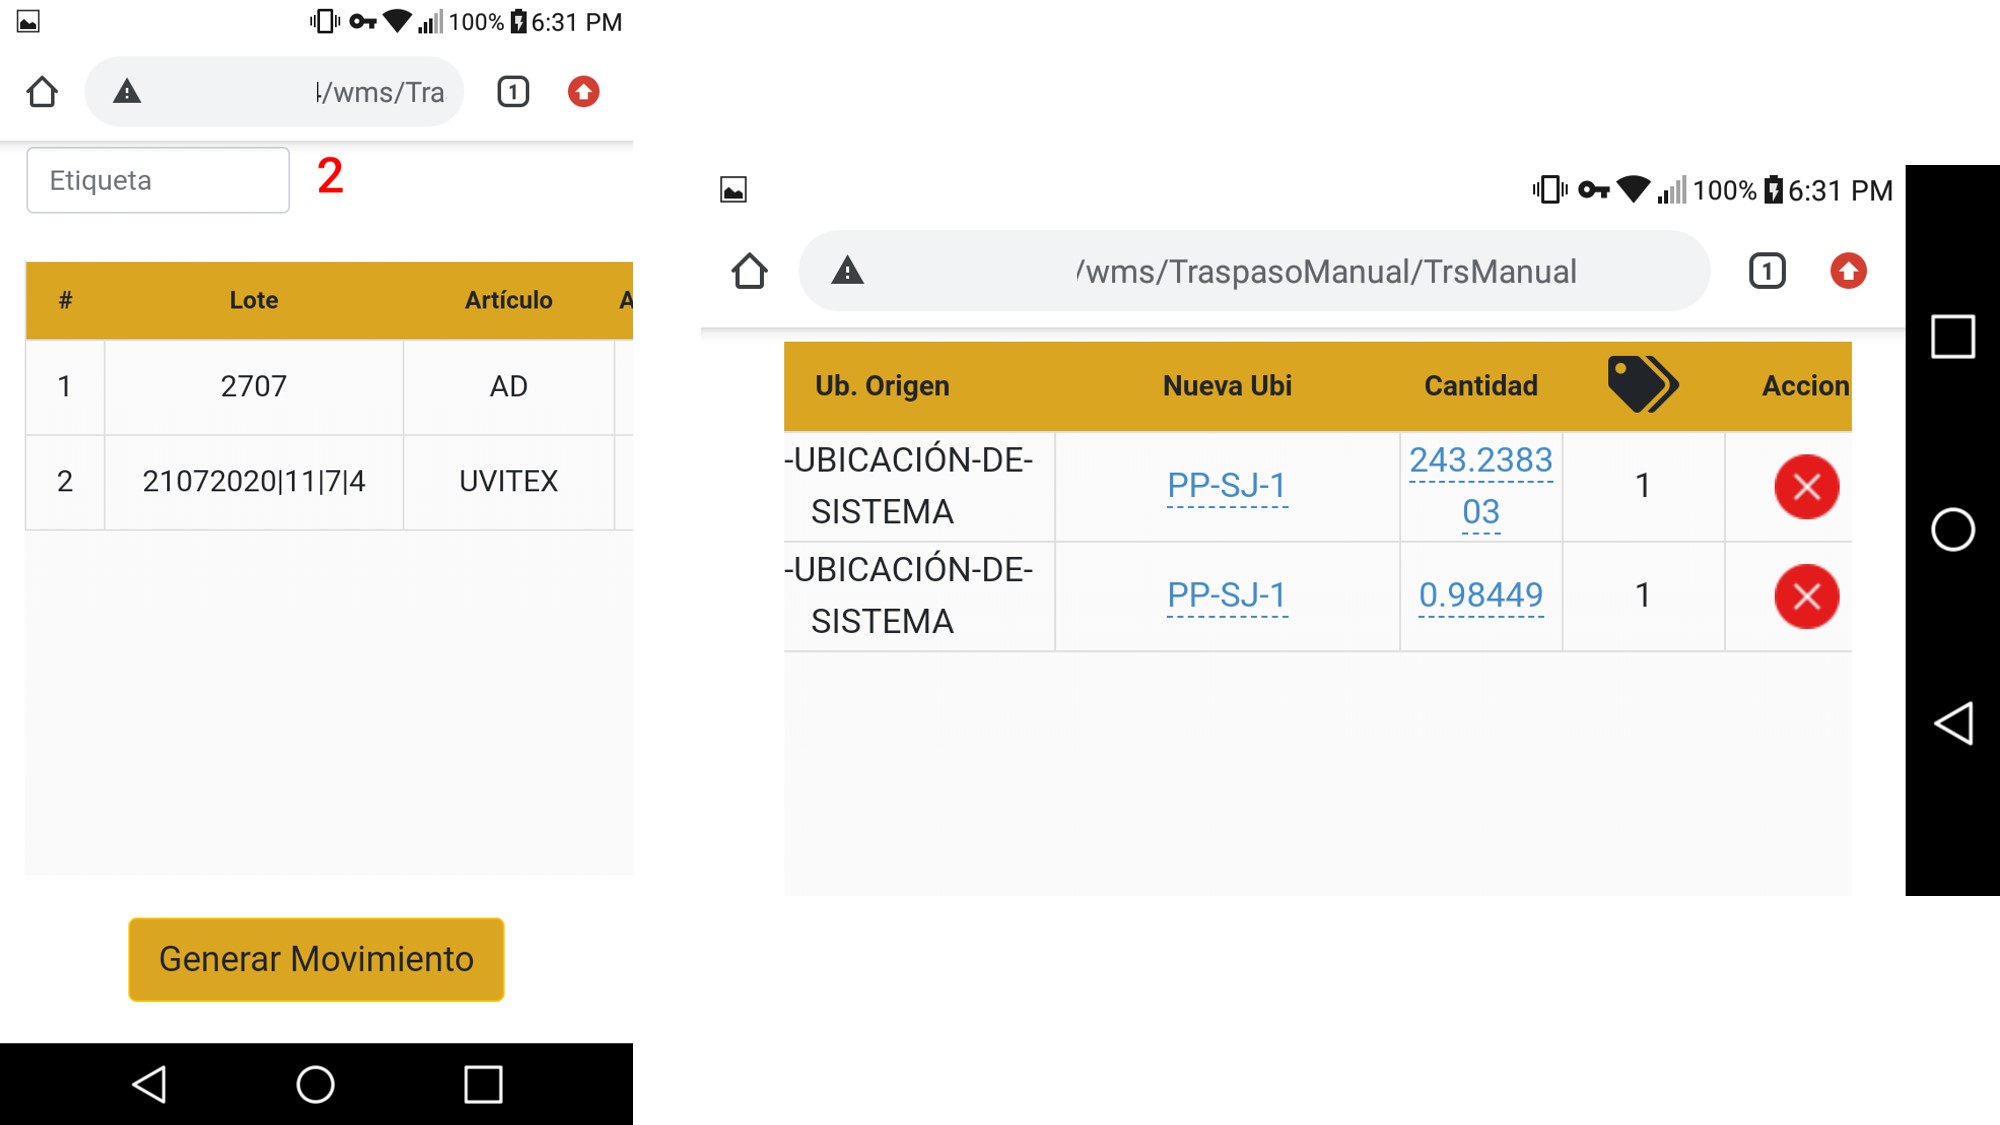 100% 6:31 PM
/wms/Tra
1
Etiqueta
2
# Lote Artículo A
1 2707 AD
2 21072020|11|7|4 UVITEX
Generar Movimiento
100% 6:31 PM
/wms/TraspasoManual/TrsManual
1
Ub. Origen Nueva Ubi Cantidad Accion
-UBICACIÓN-DE-
SISTEMA
PP-SJ-1
243.2383
03
1
-UBICACIÓN-DE-
SISTEMA
PP-SJ-1
0.98449
1